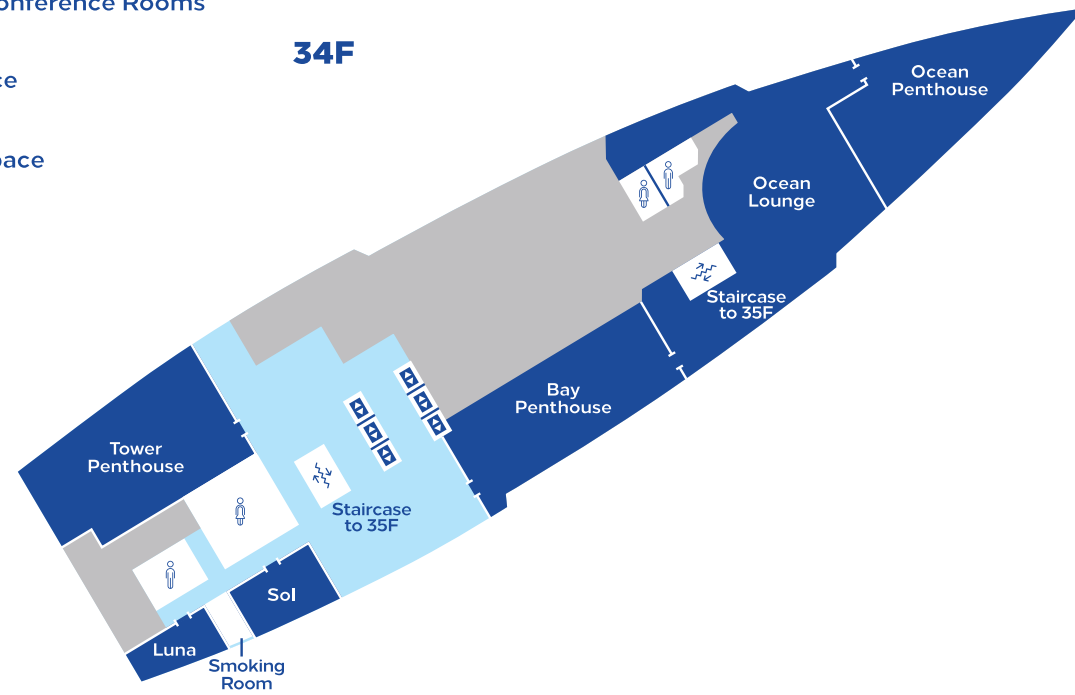 onference Rooms
34F
ce
pace
Ocean
Penthouse
Ocean
Lounge
Staircase
to 35F
Bay
Penthouse
Tower
Penthouse
Staircase
to 35F
Sol
Luna
Smoking
Room